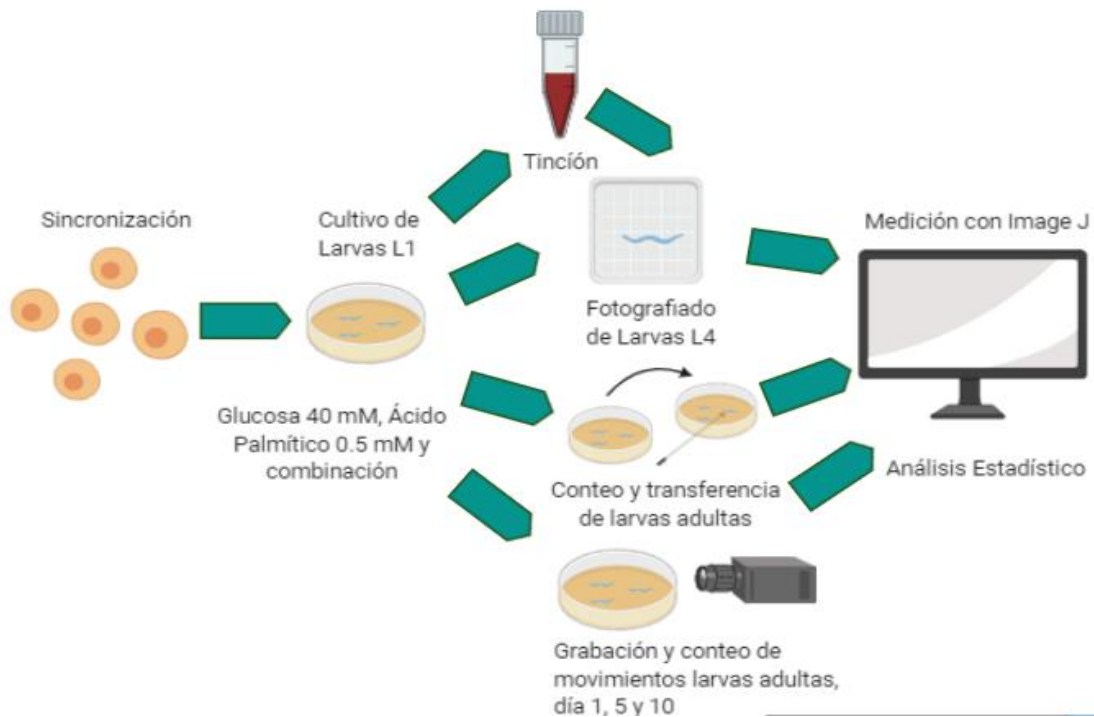 Tinción
Sincronización
Cultivo de
Larvas L1
Medición con Image J
Fotografiado
de Larvas L4
Glucosa 40 mM, Ácido
Palmítico 0.5 mM y
combinación
Conteo y transferencia
de larvas adultas
Análisis Estadístico
Grabación y conteo de
movimientos larvas adultas,
día 1, 5 y 10